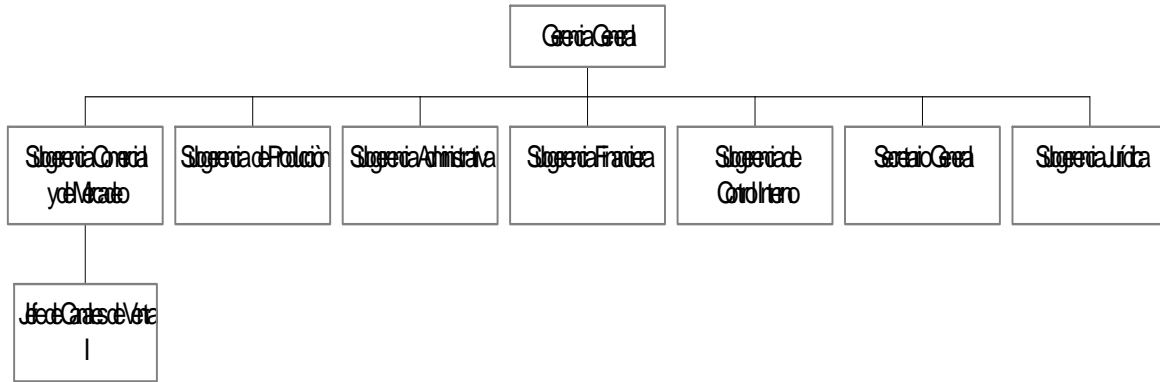 Gerencia General
Subgerencia Comercial
y de Mercadeo
Subgerencia de Producciòn
Subgerencia Administrativa
Subgerencia Financiera
Subgerencia de
Control Interno
Secretario General
Subgerencia Jurídica
Jefe de Canales de Venta
I